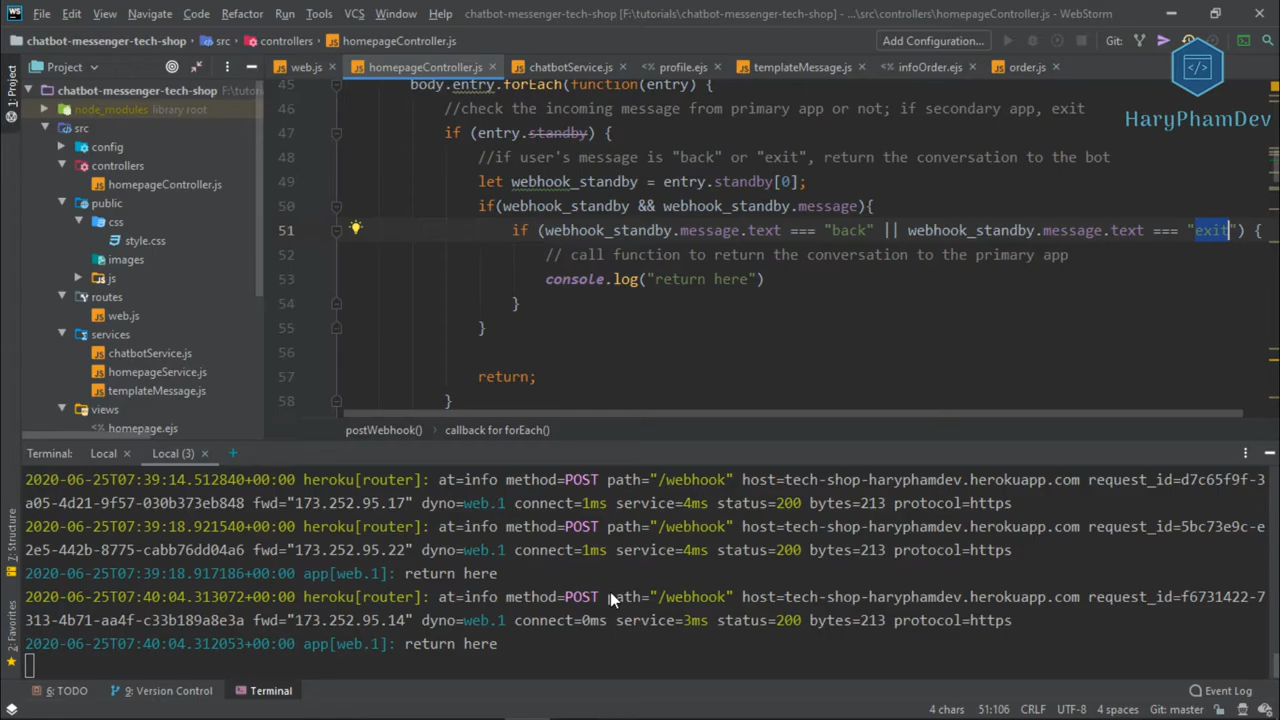 WS File Edit View Navigate Code Refactor Run Tools VCS Window Help chatbot-messenger-tech-shop [F:\tutorials\chatbot-messenger-tech-shop] - ...\src\controllers\homepageController.js - WebStorm
chatbot-messenger-tech-shop src controllers homepageController.js Add Configuration... Git:
Project web.js homepageController.js chatbotService.js profile.ejs templateMessage.js infoOrder.ejs order.js
HaryPhamDev
1: Project
chatbot-messenger-tech-shop F:/tutori
node_modules library root
src
config
controllers
homepageController.js
public
css
style.css
images
js
routes
web.js
services
chatbotService.js
homepageService.js
templateMessage.js
views
homepage.ejs
45 body.entry.forEach(function(entry) {
46 //check the incoming message from primary app or not; if secondary app, exit
47 if (entry.standby) {
48 //if user's message is "back" or "exit", return the conversation to the bot
49 let webhook_standby = entry.standby[0];
50 if(webhook_standby && webhook_standby.message){
51 if (webhook_standby.message.text === "back" || webhook_standby.message.text === "exit") {
52 // call function to return the conversation to the primary app
53 console.log("return here")
54 }
55 }
56
57 return;
58 }
postWebhook() callback for forEach()
Terminal: Local Local (3)
2020-06-25T07:39:14.512840+00:00 heroku[router]: at=info method=POST path="/webhook" host=tech-shop-haryphamdev.herokuapp.com request_id=d7c65f9f-3
a05-4d21-9f57-030b373eb848 fwd="173.252.95.17" dyno=web.1 connect=1ms service=4ms status=200 bytes=213 protocol=https
2020-06-25T07:39:18.921540+00:00 heroku[router]: at=info method=POST path="/webhook" host=tech-shop-haryphamdev.herokuapp.com request_id=5bc73e9c-e
2e5-442b-8775-cabb76dd04a6 fwd="173.252.95.22" dyno=web.1 connect=1ms service=4ms status=200 bytes=213 protocol=https
2020-06-25T07:39:18.917186+00:00 app[web.1]: return here
2020-06-25T07:40:04.313072+00:00 heroku[router]: at=info method=POST path="/webhook" host=tech-shop-haryphamdev.herokuapp.com request_id=f6731422-7
313-4b71-aa4f-c33b189a8e3a fwd="173.252.95.14" dyno=web.1 connect=0ms service=3ms status=200 bytes=213 protocol=https
2020-06-25T07:40:04.312053+00:00 app[web.1]: return here
7: Structure
2: Favorites
6: TODO 9: Version Control Terminal Event Log
4 chars 51:106 CRLF UTF-8 4 spaces Git: master